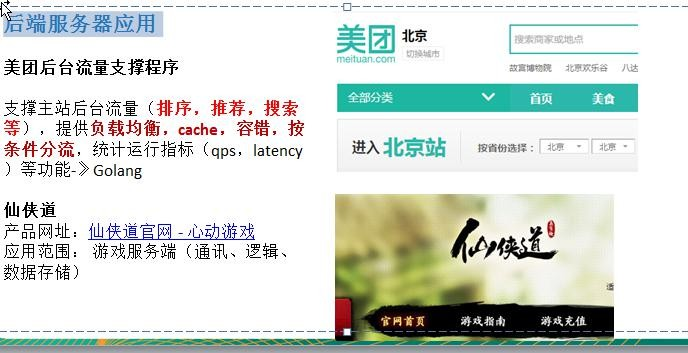 后端服务器应用
美团后台流量支撑程序
支撑主站后台流量（排序，推荐，搜索
等），提供负载均衡，cache，容错，按
条件分流，统计运行指标（qps，latency
）等功能-》Golang
仙侠道
产品网址：仙侠道官网 - 心动游戏
应用范围： 游戏服务端（通讯、逻辑、
数据存储）
美团
meituan.com
北京
切换城市
搜索商家或地点
故宫博物院 北京欢乐谷 八达
全部分类 首页 美食
进入 北京站 按省份选择： 北京 北京
仙侠道
官网首页 游戏指南 游戏充值